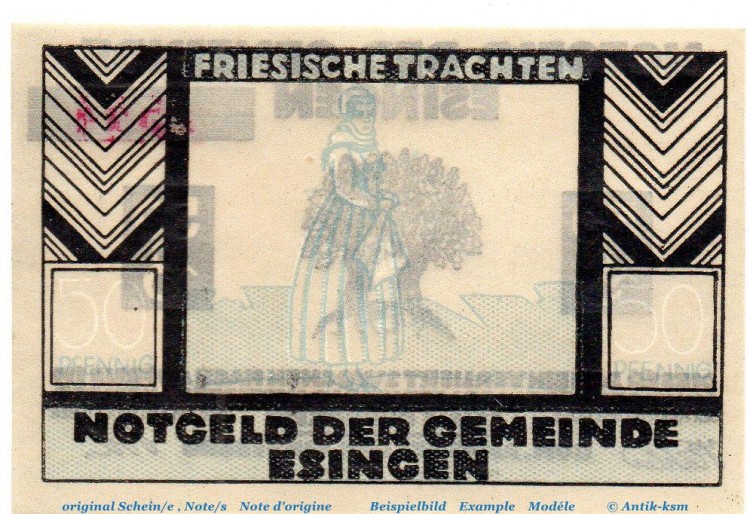 FRIESISCHE TRACHTEN
50
PFENNIG
50
PFENNIG
NOTGELD DER GEMEINDE
ESINGEN
original Schein/e , Note/s Note d'origine Beispielbild Example Modéle © Antik-ksm